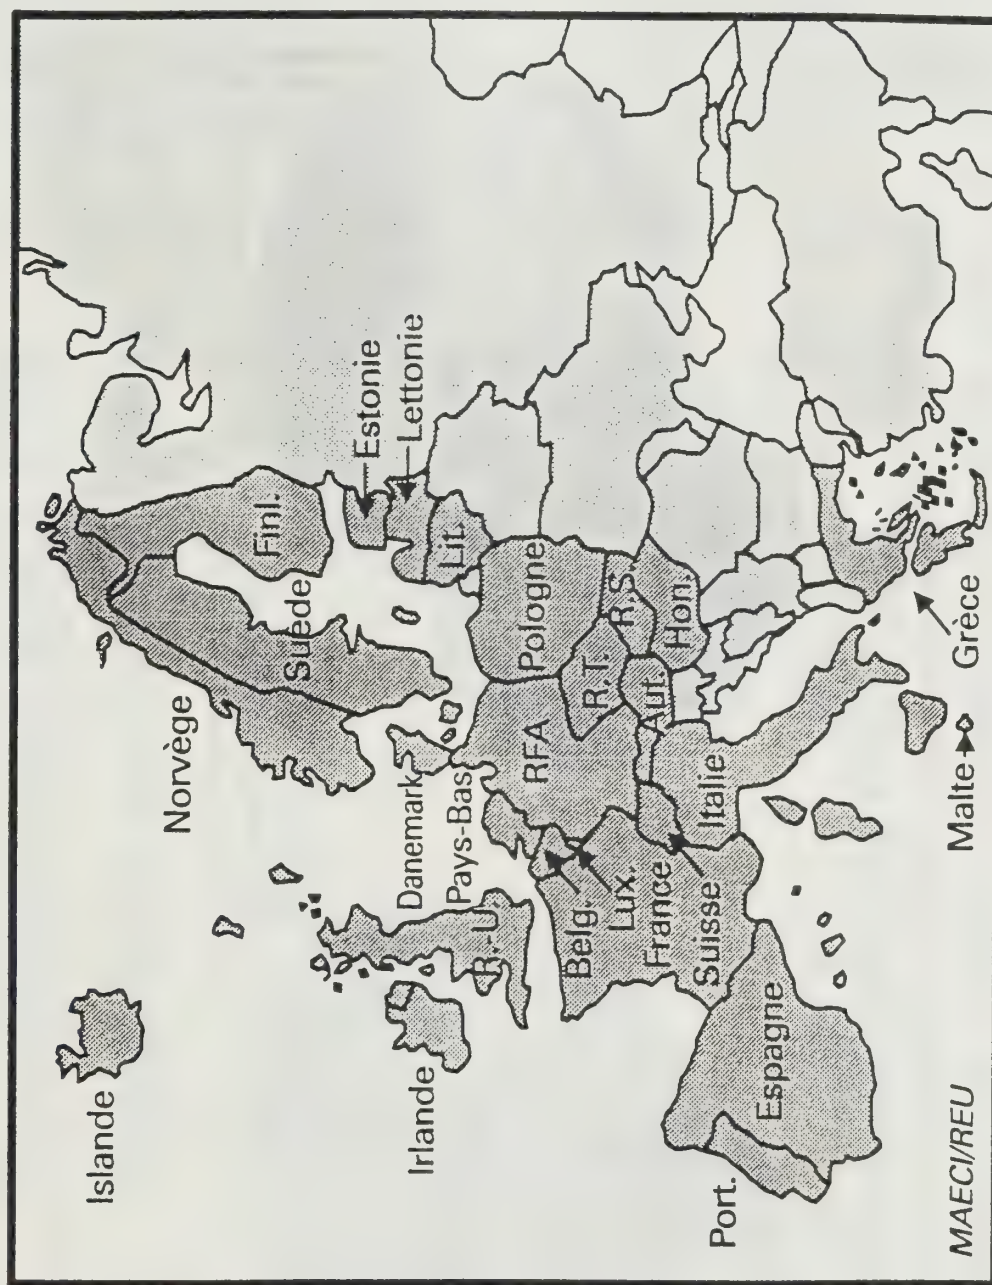 Islande
Norvège
Suède
Finl.
Estonie
Lettonie
Lit.
Irlande
R.-U.
Danemark
Pays-Bas
Belg.
Lux.
France
Suisse
RFA
Pologne
R.T.
R.S.
Aut.
Hon.
Italie
Port.
Espagne
Malte
Grèce
MAECI/REU